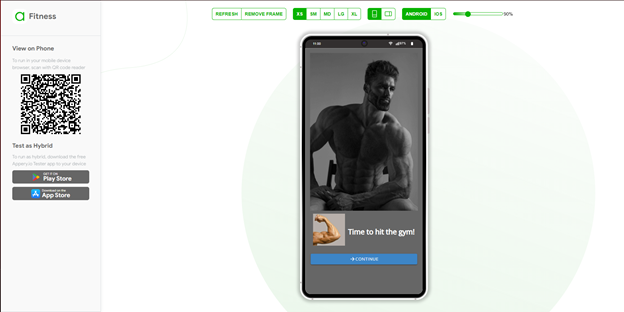 Fitness
View on Phone
To run in your mobile device
browser, scan with QR code reader
Test as Hybrid
To run as hybrid, download the free
Appery.io Tester app to your device
GET IT ON
Play Store
Download on the
App Store
REFRESH REMOVE FRAME XS SM MD LG XL ANDROID IOS 90%
Time to hit the gym!
CONTINUE